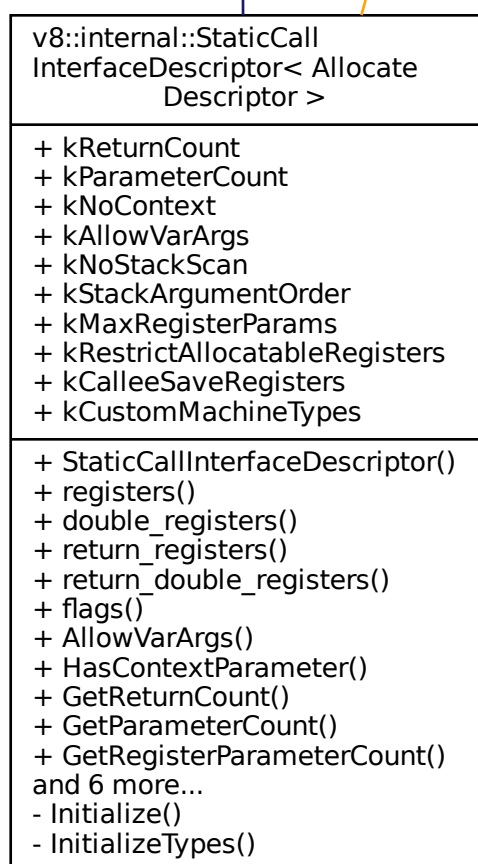 v8::internal::StaticCall
InterfaceDescriptor< Allocate
Descriptor >
+ kReturnCount
+ kParameterCount
+ kNoContext
+ kAllowVarArgs
+ kNoStackScan
+ kStackArgumentOrder
+ kMaxRegisterParams
+ kRestrictAllocatableRegisters
+ kCalleeSaveRegisters
+ kCustomMachineTypes
+ StaticCallInterfaceDescriptor()
+ registers()
+ double_registers()
+ return_registers()
+ return_double_registers()
+ flags()
+ AllowVarArgs()
+ HasContextParameter()
+ GetReturnCount()
+ GetParameterCount()
+ GetRegisterParameterCount()
and 6 more...
- Initialize()
- InitializeTypes()